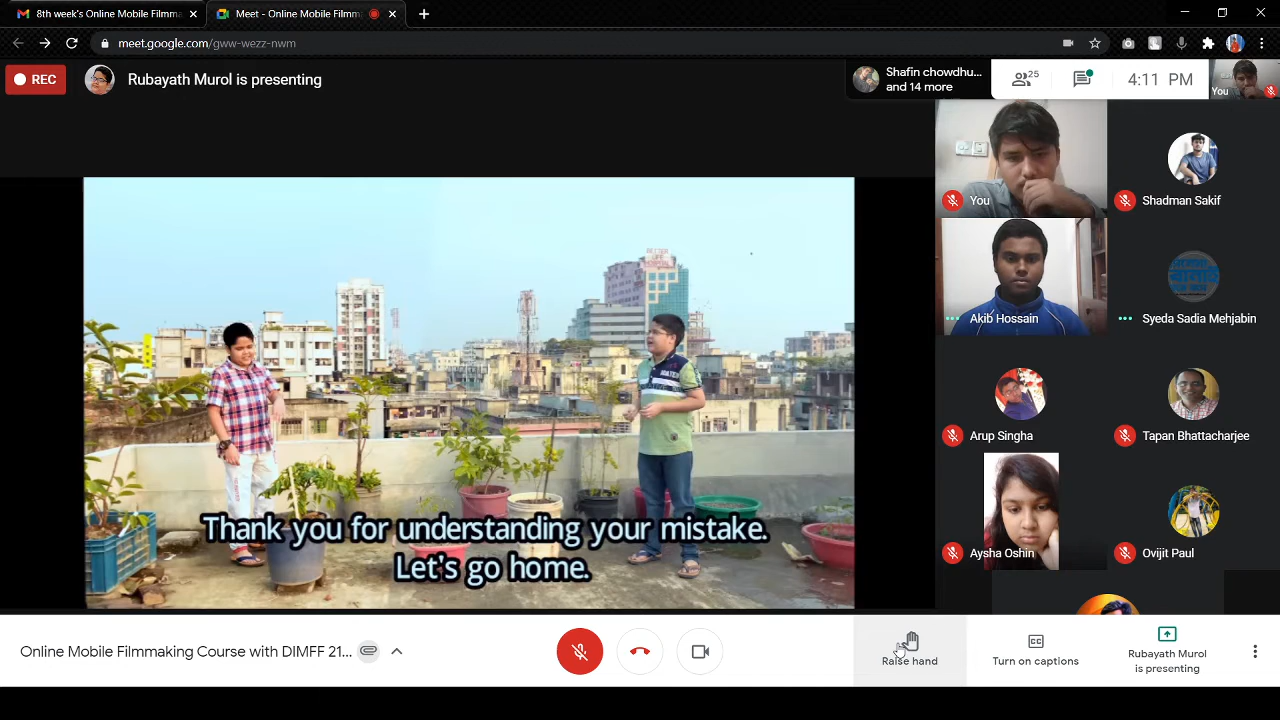 8th week's Online Mobile Filmma
Meet - Online Mobile Filmm
meet.google.com/gww-wezz-nwm
REC
Rubayath Murol is presenting
Shafin chowdhu...
and 14 more
25
4:11 PM
You
You
Shadman Sakif
Akib Hossain
Syeda Sadia Mehjabin
Arup Singha
Tapan Bhattacharjee
Aysha Oshin
Ovijit Paul
Thank you for understanding your mistake.
Let's go home.
Online Mobile Filmmaking Course with DIMFF 21...
Raise hand
CC
Turn on captions
Rubayath Murol
is presenting